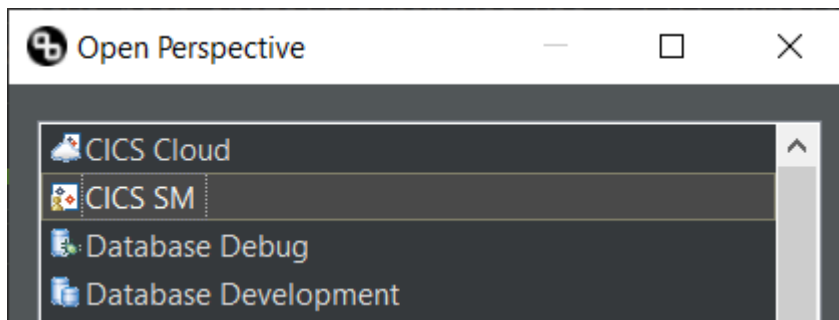 Open Perspective
CICS Cloud
CICS SM
Database Debug
Database Development